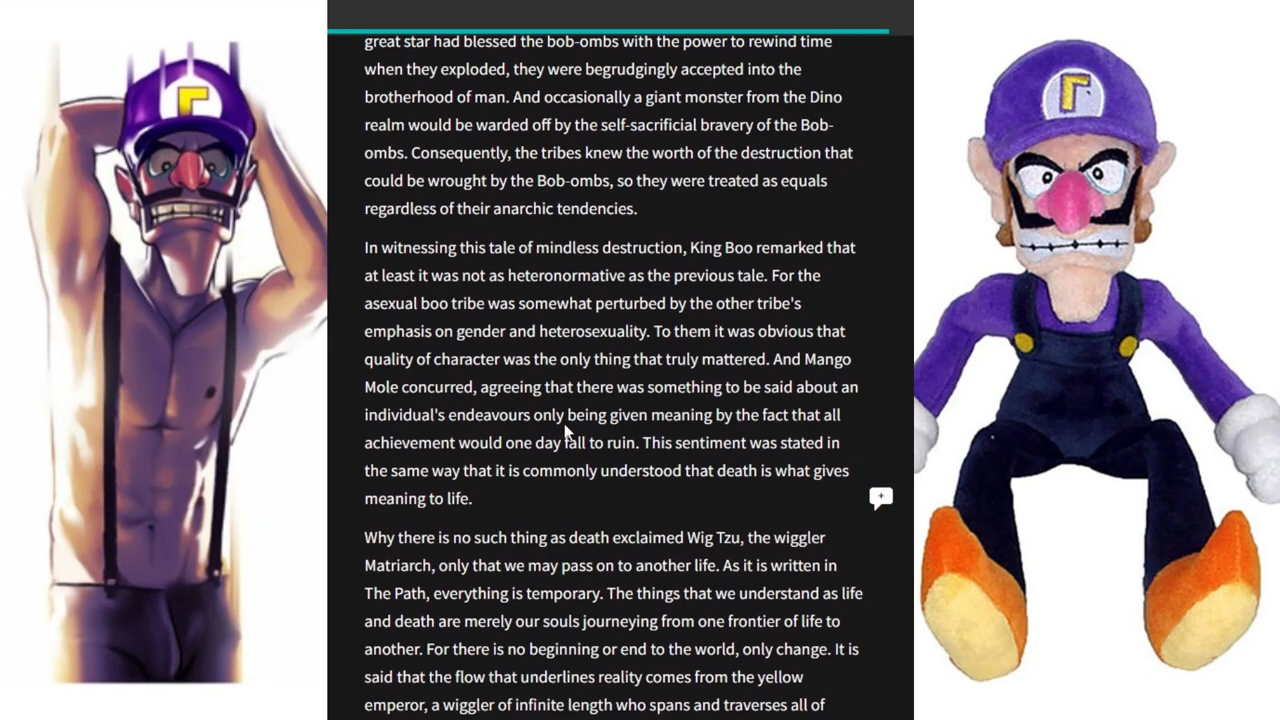 great star had blessed the bob-ombs with the power to rewind time
when they exploded, they were begrudgingly accepted into the
brotherhood of man. And occasionally a giant monster from the Dino
realm would be warded off by the self-sacrificial bravery of the Bob-
ombs. Consequently, the tribes knew the worth of the destruction that
could be wrought by the Bob-ombs, so they were treated as equals
regardless of their anarchic tendencies.
In witnessing this tale of mindless destruction, King Boo remarked that
at least it was not as heteronormative as the previous tale. For the
asexual boo tribe was somewhat perturbed by the other tribe's
emphasis on gender and heterosexuality. To them it was obvious that
quality of character was the only thing that truly mattered. And Mango
Mole concurred, agreeing that there was something to be said about an
individual's endeavours only being given meaning by the fact that all
achievement would one day fall to ruin. This sentiment was stated in
the same way that it is commonly understood that death is what gives
meaning to life.
Why there is no such thing as death exclaimed Wig Tzu, the wiggler
Matriarch, only that we may pass on to another life. As it is written in
The Path, everything is temporary. The things that we understand as life
and death are merely our souls journeying from one frontier of life to
another. For there is no beginning or end to the world, only change. It is
said that the flow that underlines reality comes from the yellow
emperor, a wiggler of infinite length who spans and traverses all of